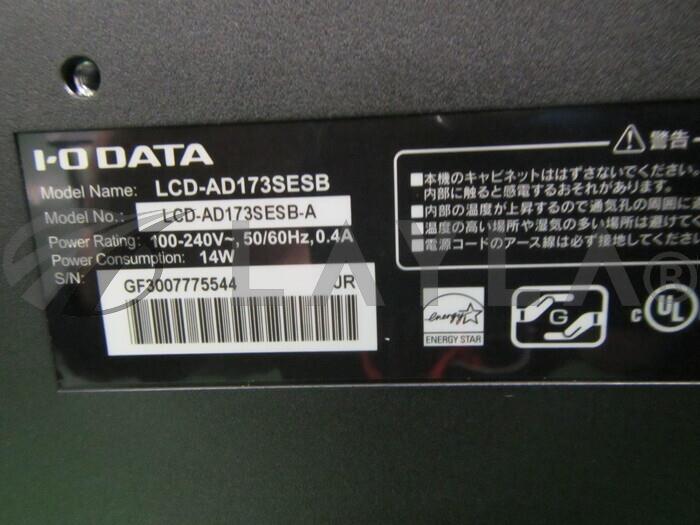 I-O DATA
Model Name: LCD-AD173SESB
Model No.: LCD-AD173SESB-A
Power Rating: 100-240V~, 50/60Hz, 0.4A
Power Consumption: 14W
S/N: GF3007775544 JR
警告
■本機のキャビネットははずさないでください。
内部に触ると感電するおそれがあります。
■内部の温度が上昇するので通気孔の周囲に
温度の高い場所や湿気の多い場所は避けて
■電源コードのアース線は必ず接地してくださ
energy
ENERGY STAR
G
C UL
LAYLA®